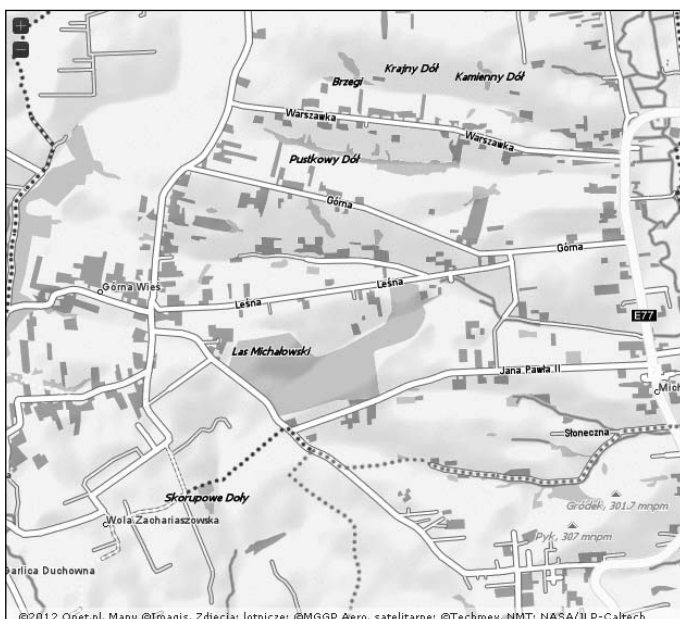 +
−
Brzegi
Krajny Dół
Kamienny Dół
Warszawka
Warszawka
Pustkowy Dół
Górna
Górna
Górna Wieś
Leśna
Leśna
E77
Las Michałowski
Jana Pawła II
Mich
Słoneczna
Skorupowe Doły
Gródek, 301.7 mnpm
Wola Zachariaszowska
Pyk, 307 mnpm
Garlica Duchowna
©2012 Onet.pl, Mapy ©Imagis, Zdjęcia: lotnicze: ©MGGP Aero, satelitarne: ©Techmex, NMT: NASA/JLP-Caltech